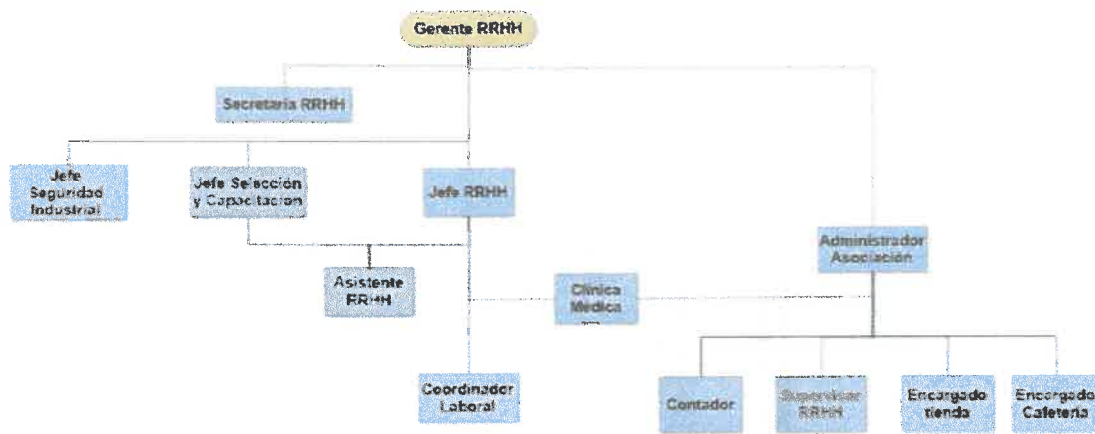 Gerente RRHH
Secretaria RRHH
Jefe
Seguridad
Industrial
Jefe Selección
y Capacitacion
Jefe RRHH
Administrador
Asociación
Asistente
RRHH
Clinica
Medica
Coordinador
Laboral
Contador
Supervisor
RRHH
Encargado
tienda
Encargado
Cafeteria